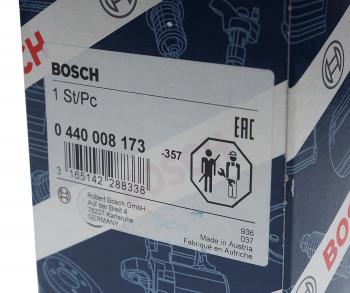 BOSCH
BOSCH
1 St/Pc
0 440 008 173
-357
EAC
3 165142 288338
Robert Bosch GmbH
Auf der Breit 4
76227 Karlsruhe
GERMANY
936
037
Made in Austria
Fabriqué en Autriche